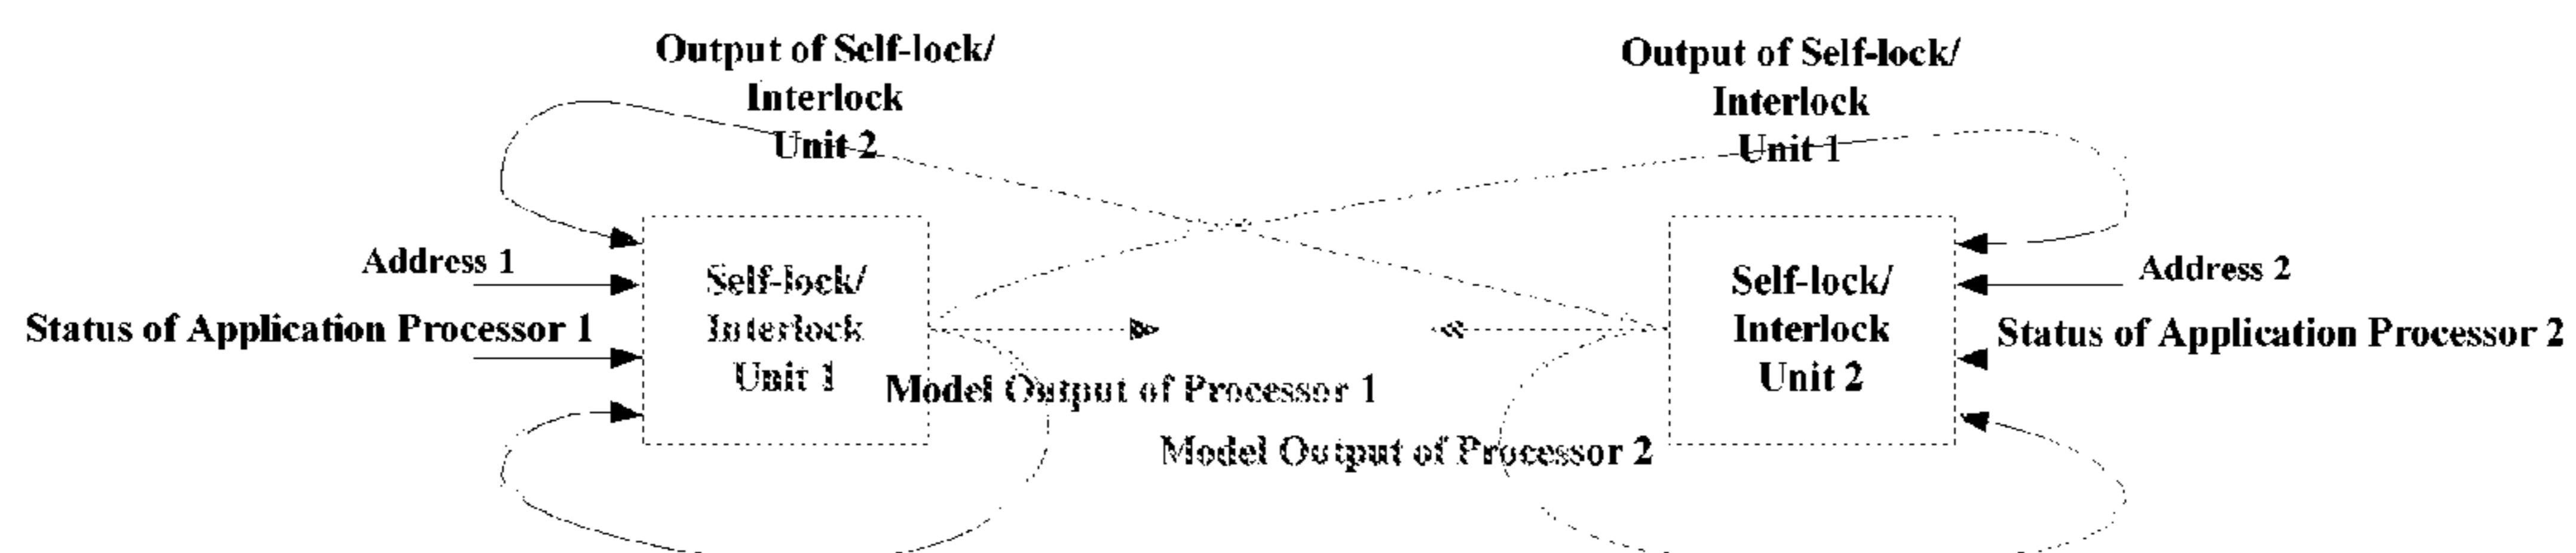 Output of Self-lock/
Interlock
Unit 2
Output of Self-lock/
Interlock
Unit 1
Address 1
Status of Application Processor 1
Self-lock/
Interlock
Unit 1
Model Output of Processor 1
Model Output of Processor 2
Self-lock/
Interlock
Unit 2
Address 2
Status of Application Processor 2